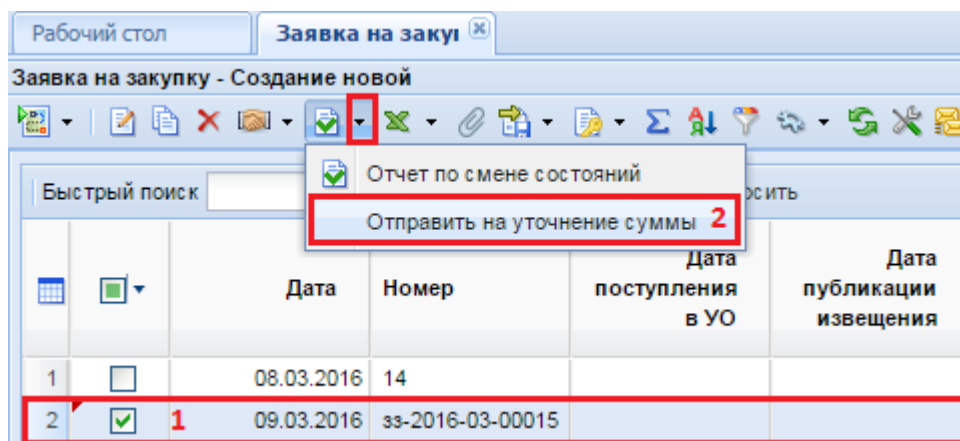 Рабочий стол
Заявка на закуп
Заявка на закупку - Создание новой
Отчет по смене состояний
Быстрый поиск
Отправить на уточнение суммы 2
Дата
Номер
Дата
поступления
в УО
Дата
публикации
извещения
1 08.03.2016 14
2 1 09.03.2016 зз-2016-03-00015